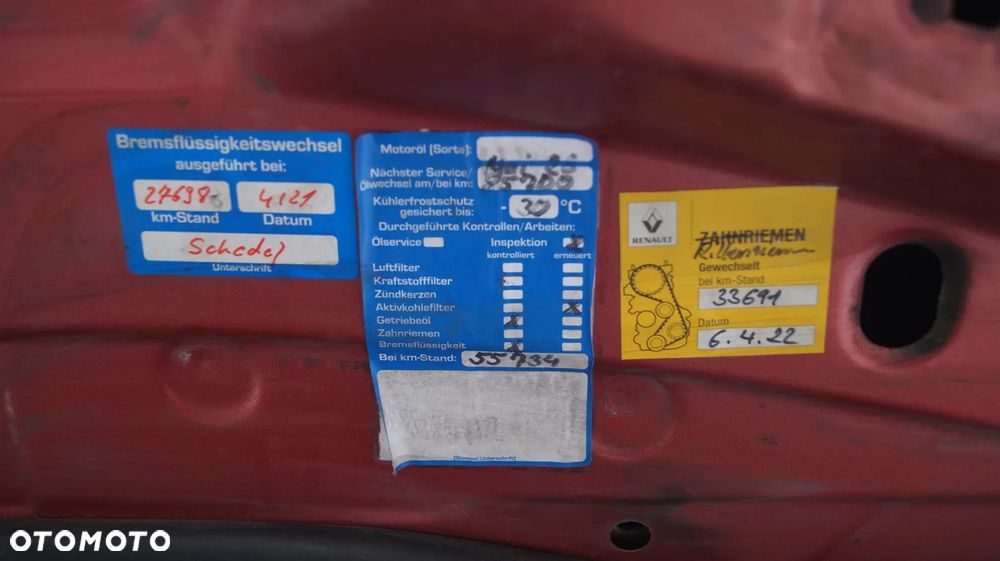 Bremsflüssigkeitswechsel
ausgeführt bei:
4.121
km-Stand Datum
Schedel
Unterschrift
Motoröl (Sorte):
Nächster Service/
Ölwechsel am/bei km:
Kühlerfrostschutz
gesichert bis: - 30 °C
Durchgeführte Kontrollen/Arbeiten:
Ölservice Inspektion X
kontrolliert erneuert
Luftfilter
Kraftstofffilter
Zündkerzen
Aktivkohlefilter X
Getriebeöl X
Zahnriemen
Bremsflüssigkeit X
Bei km-Stand: 55734
(Stempel/Unterschrift)
RENAULT
ZAHNRIEMEN
Gewechselt
bei km-Stand
33691
Datum
6.4.22
OTOMOTO